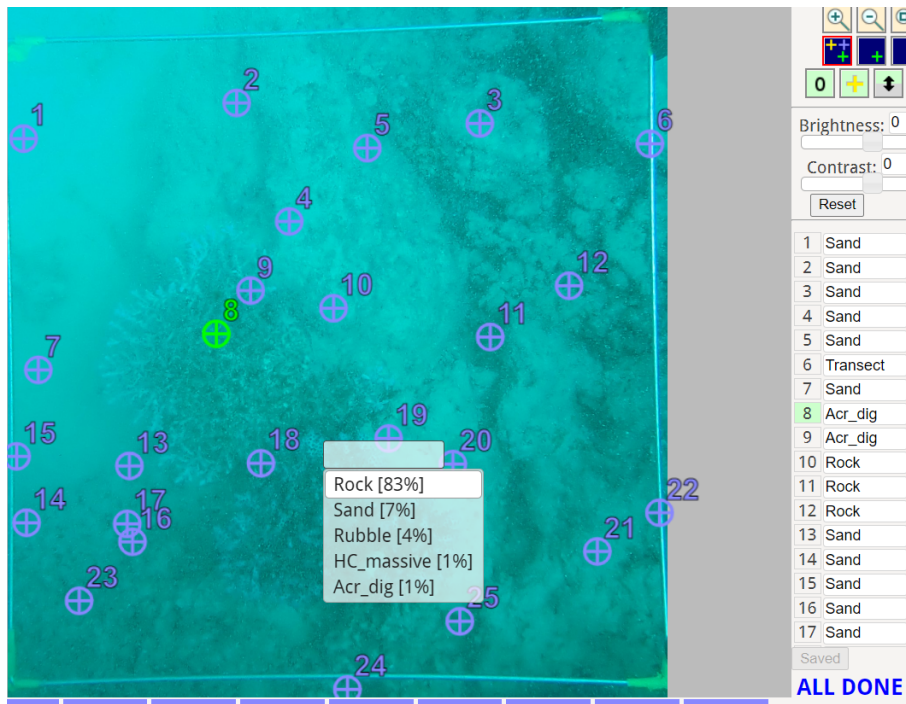 1
2
3
4
5
6
7
8
9
10
11
12
13
14
15
16
17
18
19
20
21
22
23
24
25
Rock [83%]
Sand [7%]
Rubble [4%]
HC_massive [1%]
Acr_dig [1%]
0
Brightness: 0
Contrast: 0
Reset
1 Sand
2 Sand
3 Sand
4 Sand
5 Sand
6 Transect
7 Sand
8 Acr_dig
9 Acr_dig
10 Rock
11 Rock
12 Rock
13 Sand
14 Sand
15 Sand
16 Sand
17 Sand
Saved
ALL DONE